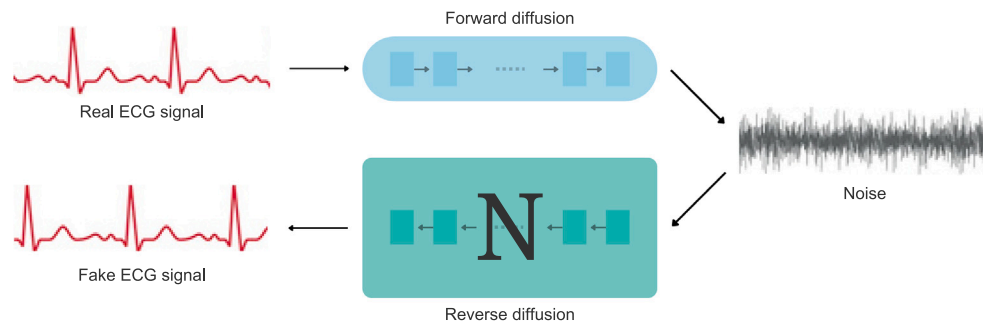 Forward diffusion
Real ECG signal
Noise
N
Fake ECG signal
Reverse diffusion